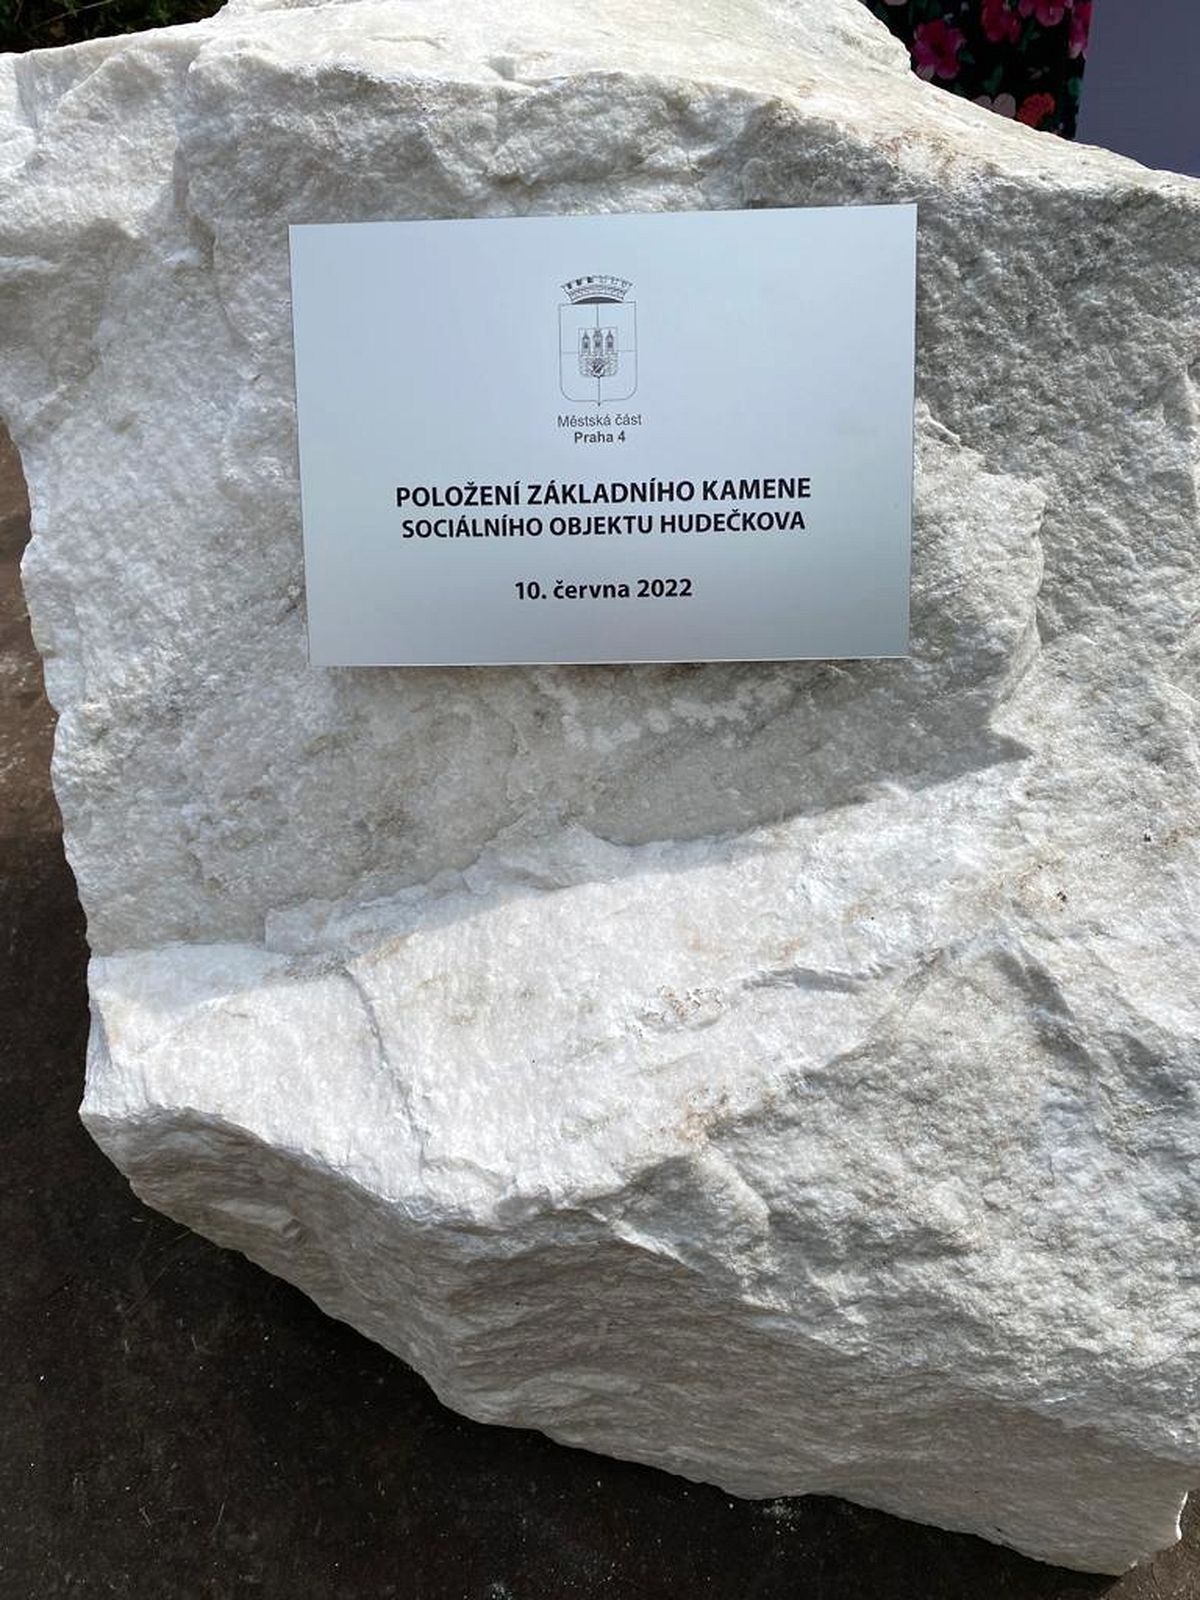 Městská část
Praha 4
POLOŽENÍ ZÁKLADNÍHO KAMENE
SOCIÁLNÍHO OBJEKTU HUDEČKOVA
10. června 2022